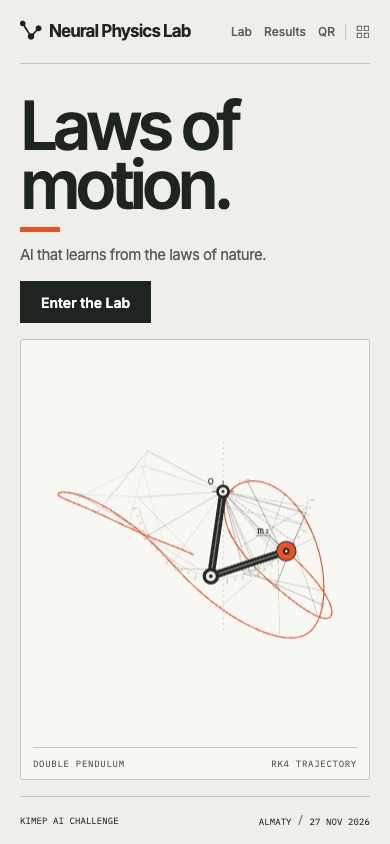 Neural Physics Lab
Lab Results QR
Laws of
motion.
AI that learns from the laws of nature.
Enter the Lab
O
m₂
DOUBLE PENDULUM
RK4 TRAJECTORY
KIMEP AI CHALLENGE
ALMATY / 27 NOV 2026